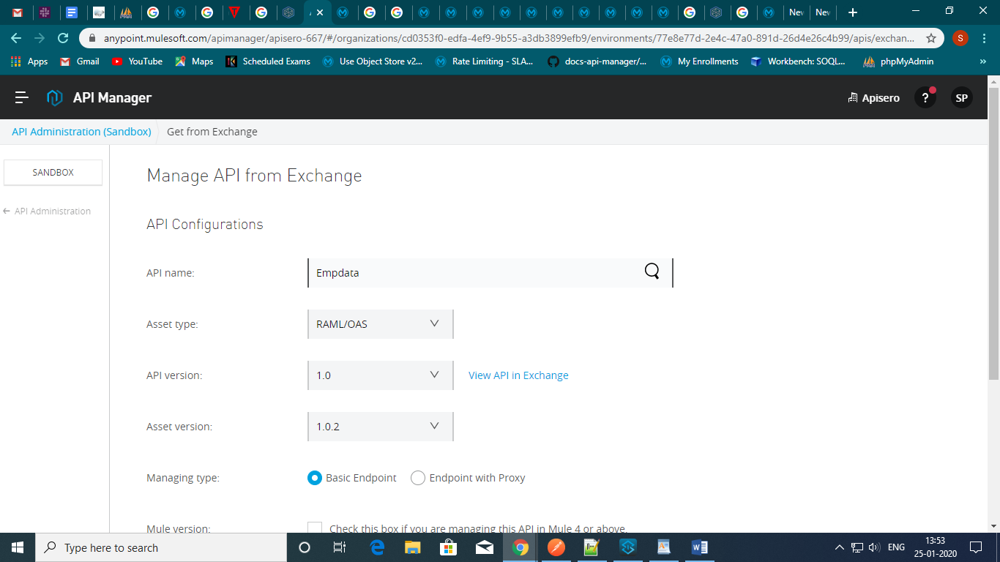 Nev
Nev
anypoint.mulesoft.com/apimanager/apisero-667/#/organizations/cd0353f0-edfa-4ef9-9b55-a3db3899efb9/environments/77e8e77d-2e4c-47a0-891d-26d4e26c4b99/apis/exchan...
S
Apps
Gmail
YouTube
Maps
Scheduled Exams
Use Object Store v2...
Rate Limiting - SLA...
docs-api-manager/...
My Enrollments
Workbench: SOQL...
phpMyAdmin
»
API Manager
Apisero
?
SP
API Administration (Sandbox)
Get from Exchange
SANDBOX
API Administration
Manage API from Exchange
API Configurations
API name:
Empdata
Asset type:
RAML/OAS
API version:
1.0
View API in Exchange
Asset version:
1.0.2
Managing type:
Basic Endpoint
Endpoint with Proxy
Mule version:
Check this box if you are managing this API in Mule 4 or above.
Type here to search
ENG
13:53
25-01-2020